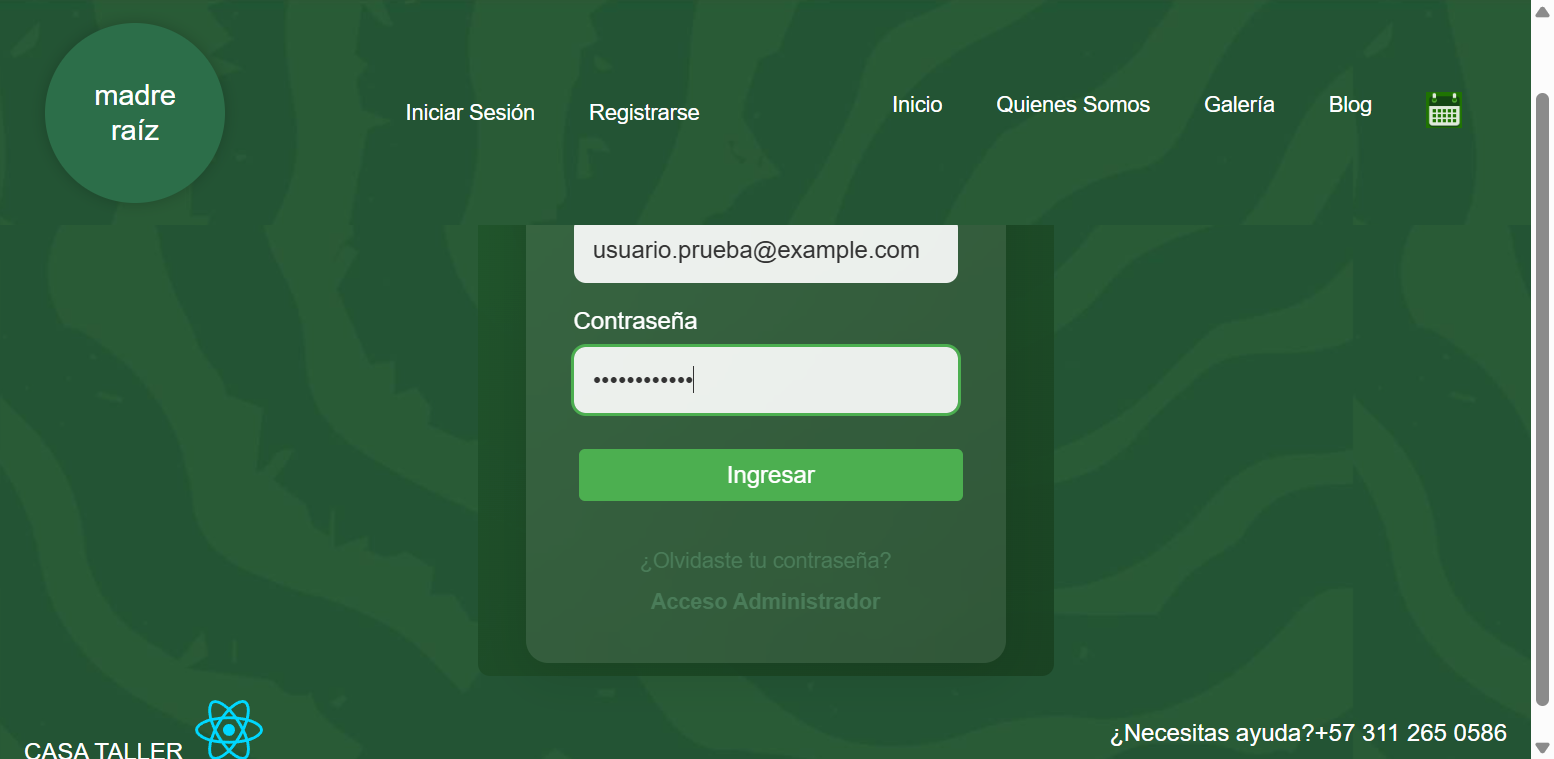 madre
raíz
Iniciar Sesión
Registrarse
Inicio
Quienes Somos
Galería
Blog
usuario.prueba@example.com
Contraseña
••••••••••••
Ingresar
¿Olvidaste tu contraseña?
Acceso Administrador
CASA TALLER
¿Necesitas ayuda?+57 311 265 0586